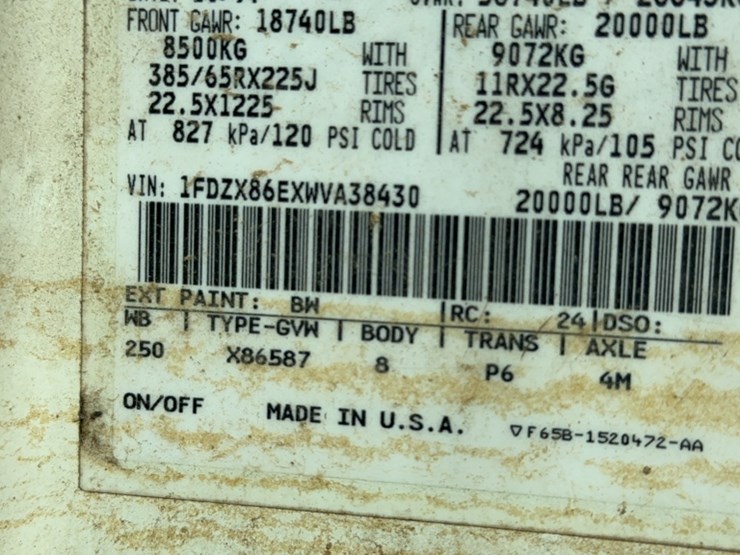 FRONT GAWR: 18740LB
8500KG WITH
385/65RX225J TIRES
22.5X1225 RIMS
AT 827 kPa/120 PSI COLD
REAR GAWR: 20000LB
9072KG WITH
11RX22.5G TIRES
22.5X8.25 RIMS
AT 724 kPa/105 PSI
REAR REAR GAWR
20000LB/ 9072K
VIN: 1FDZX86EXWVA38430
EXT PAINT: BW RC: 24 DSO:
WB TYPE-GVW BODY TRANS AXLE
250 X86587 8 P6 4M
ON/OFF MADE IN U.S.A. F65B-1520472-AA